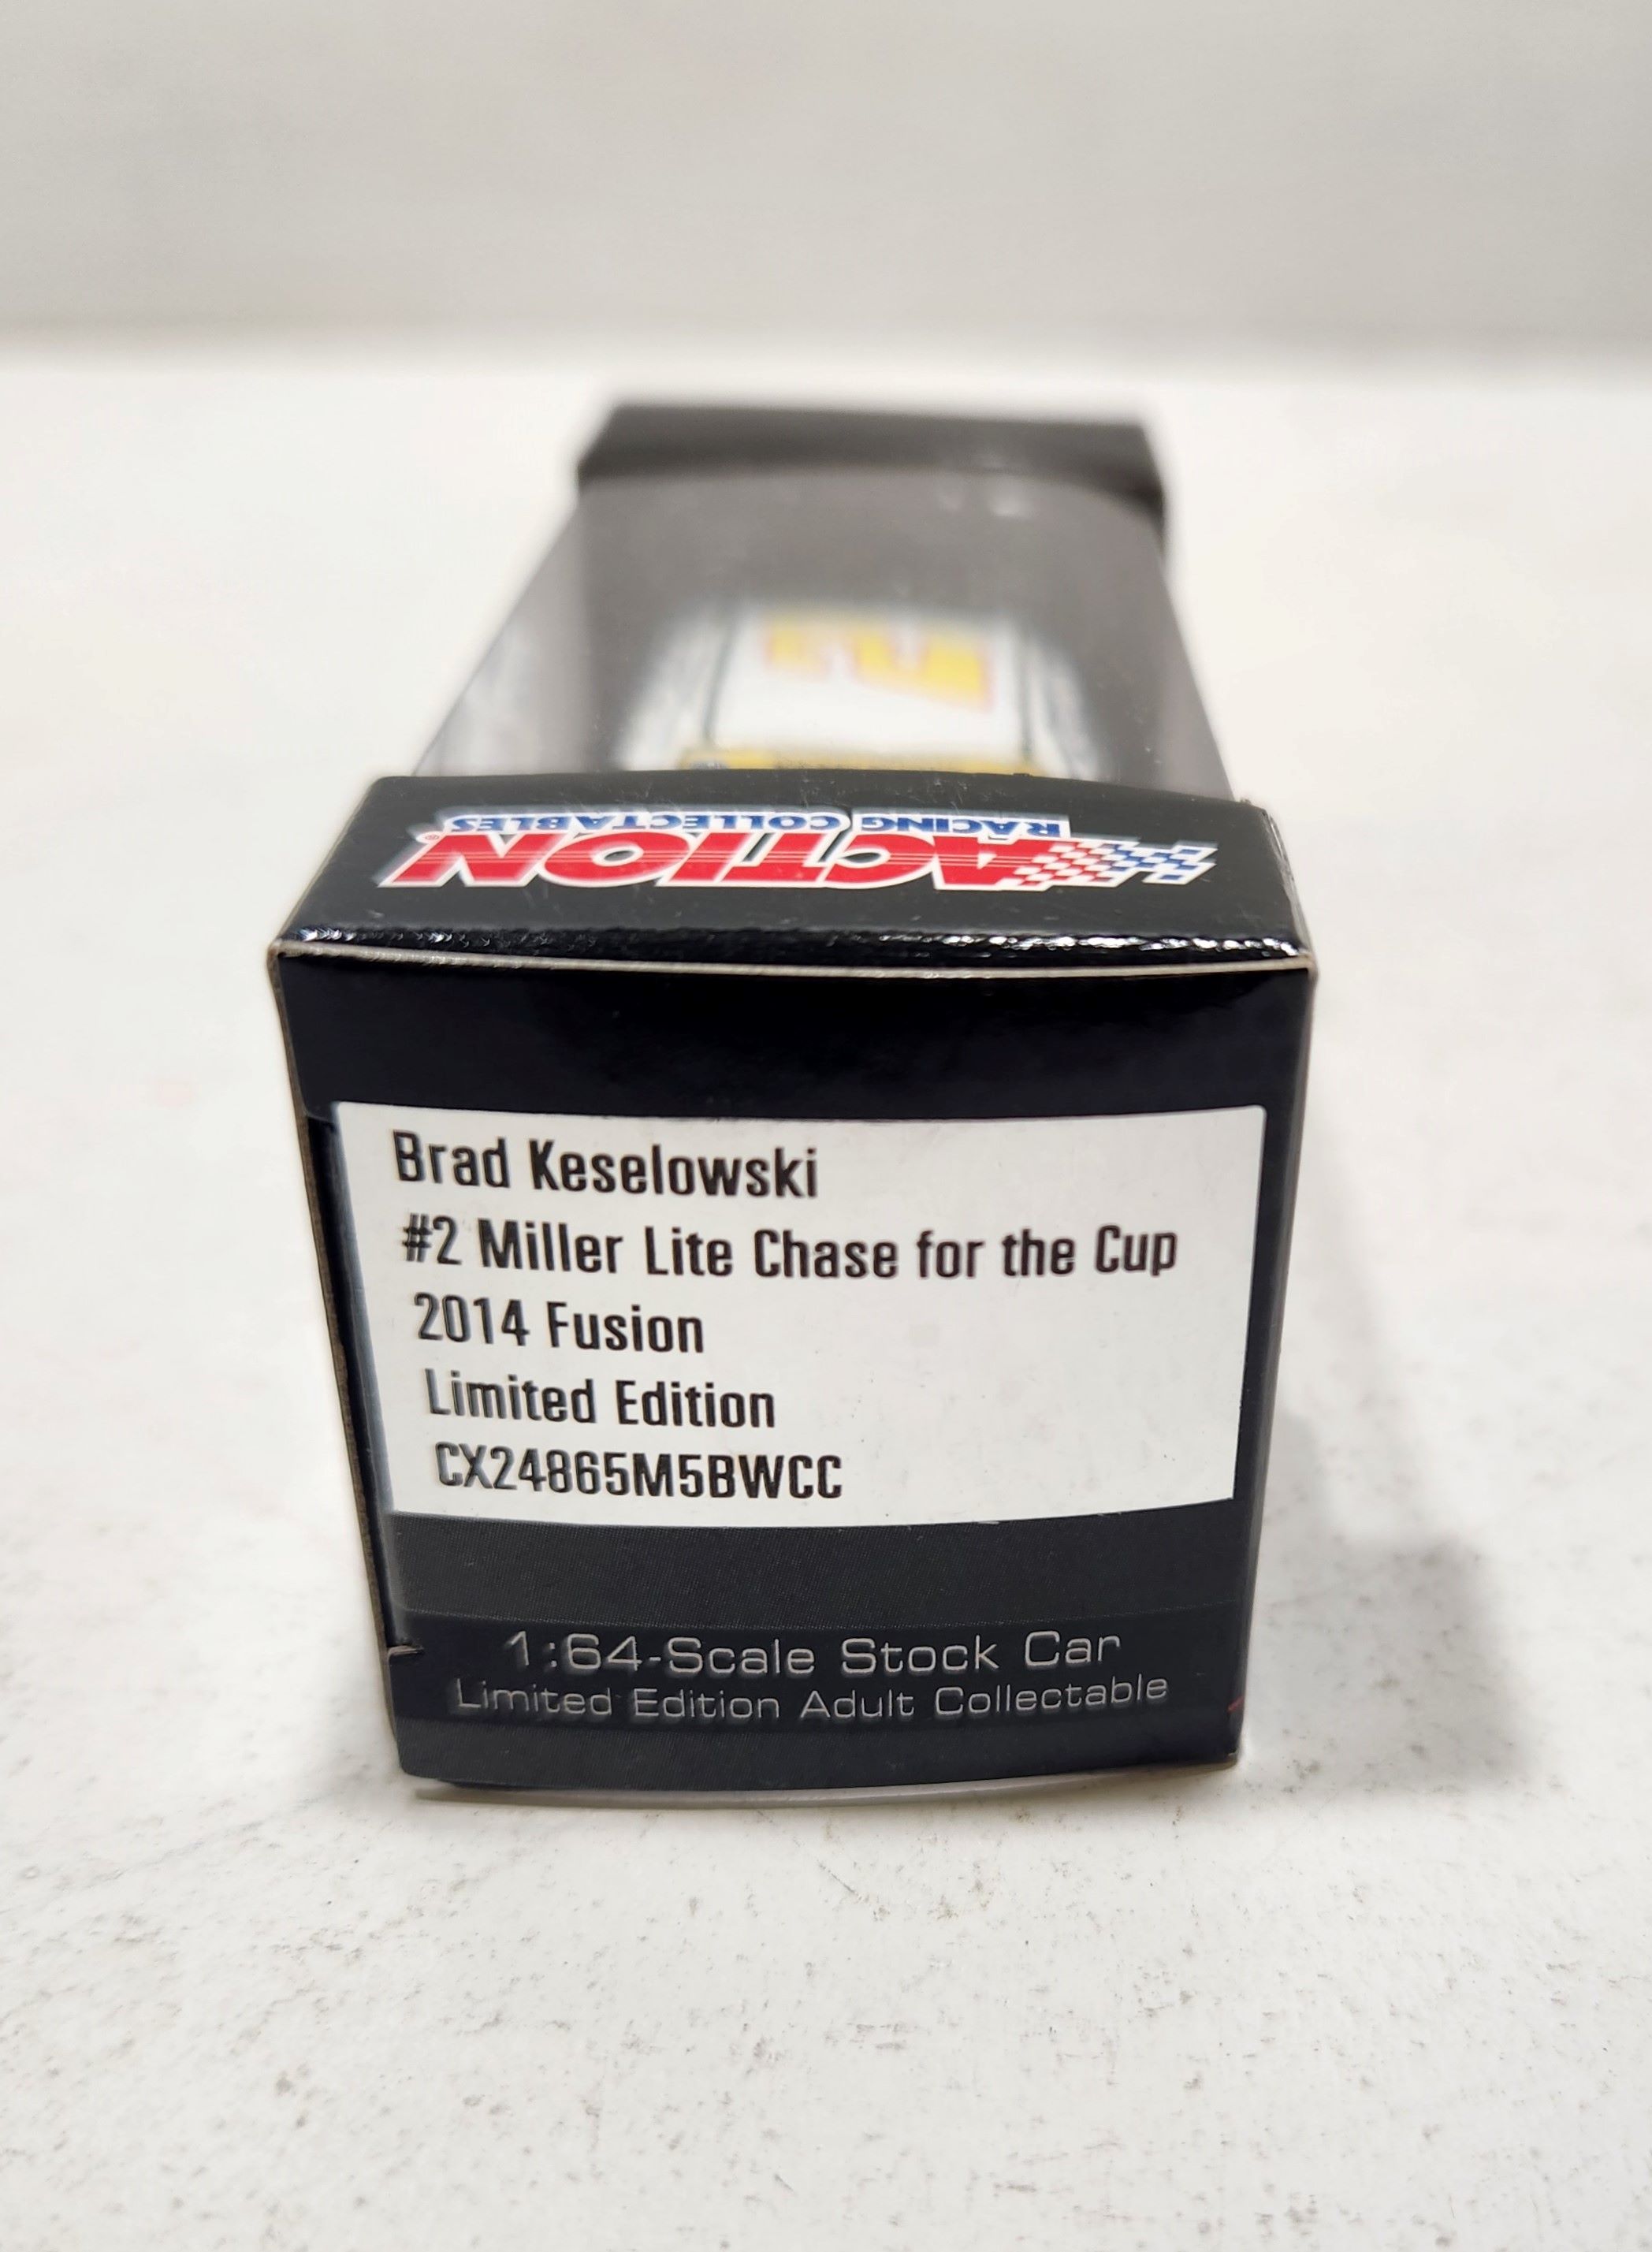 ACTION®
RACING COLLECTABLES
Brad Keselowski
#2 Miller Lite Chase for the Cup
2014 Fusion
Limited Edition
CX24865M5BWCC
1:64-Scale Stock Car
Limited Edition Adult Collectable
2